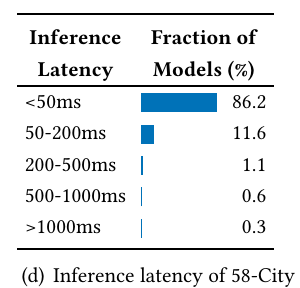 Inference Fraction of
Latency Models (%)
<50ms 86.2
50-200ms 11.6
200-500ms 1.1
500-1000ms 0.6
>1000ms 0.3
(d) Inference latency of 58-City